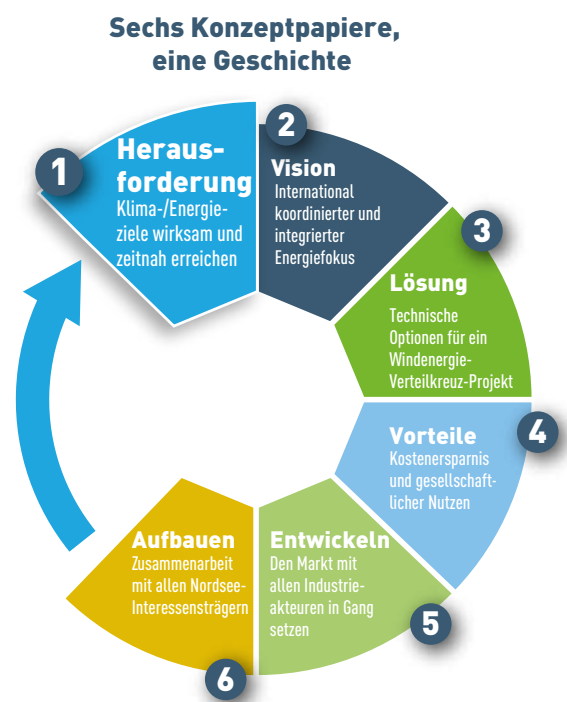 Sechs Konzeptpapiere,
eine Geschichte
1
Heraus-
forderung
Klima-/Energie-
ziele wirksam und
zeitnah erreichen
2
Vision
International
koordinierter und
integrierter
Energiefokus
3
Lösung
Technische
Optionen für ein
Windenergie-
Verteilkreuz-Projekt
4
Vorteile
Kostenersparnis
und gesellschaft-
licher Nutzen
Entwickeln
Den Markt mit
allen Industrie-
akteuren in Gang
setzen
5
Aufbauen
Zusammenarbeit
mit allen Nordsee-
Interessensträgern
6